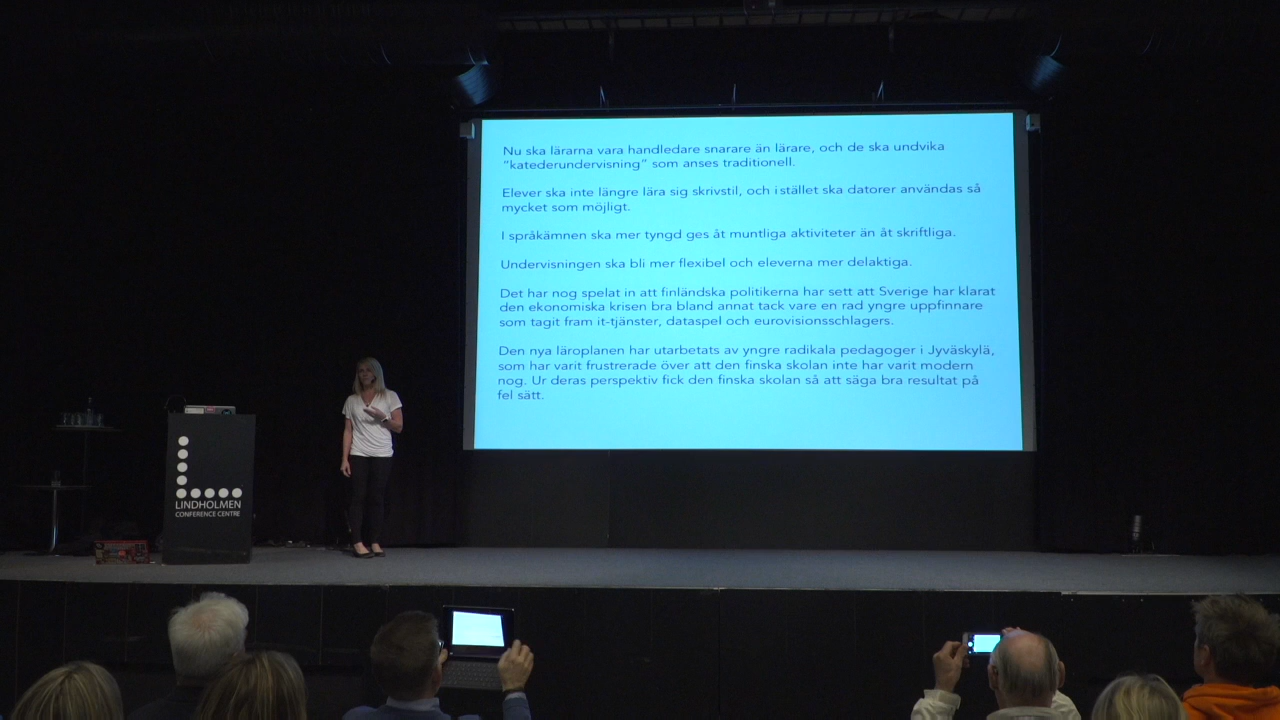 Nu ska lärarna vara handledare snarare än lärare, och de ska undvika
“katederundervisning” som anses traditionell.
Elever ska inte längre lära sig skrivstil, och istället ska datorer användas så
mycket som möjligt.
I språkämnen ska mer tyngd ges åt muntliga aktiviteter än åt skriftliga.
Undervisningen ska bli mer flexibel och eleverna mer delaktiga.
Det har nog spelat in att finländska politikerna har sett att Sverige har klarat
den ekonomiska krisen bra bland annat tack vare en rad yngre uppfinnare
som tagit fram it-tjänster, dataspel och eurovisionsschlagers.
Den nya läroplanen har utarbetats av yngre radikala pedagoger i Jyväskylä,
som har varit frustrerade över att den finska skolan inte har varit modern
nog. Ur deras perspektiv fick den finska skolan så att säga bra resultat på
fel sätt.
LINDHOLMEN
CONFERENCE CENTRE